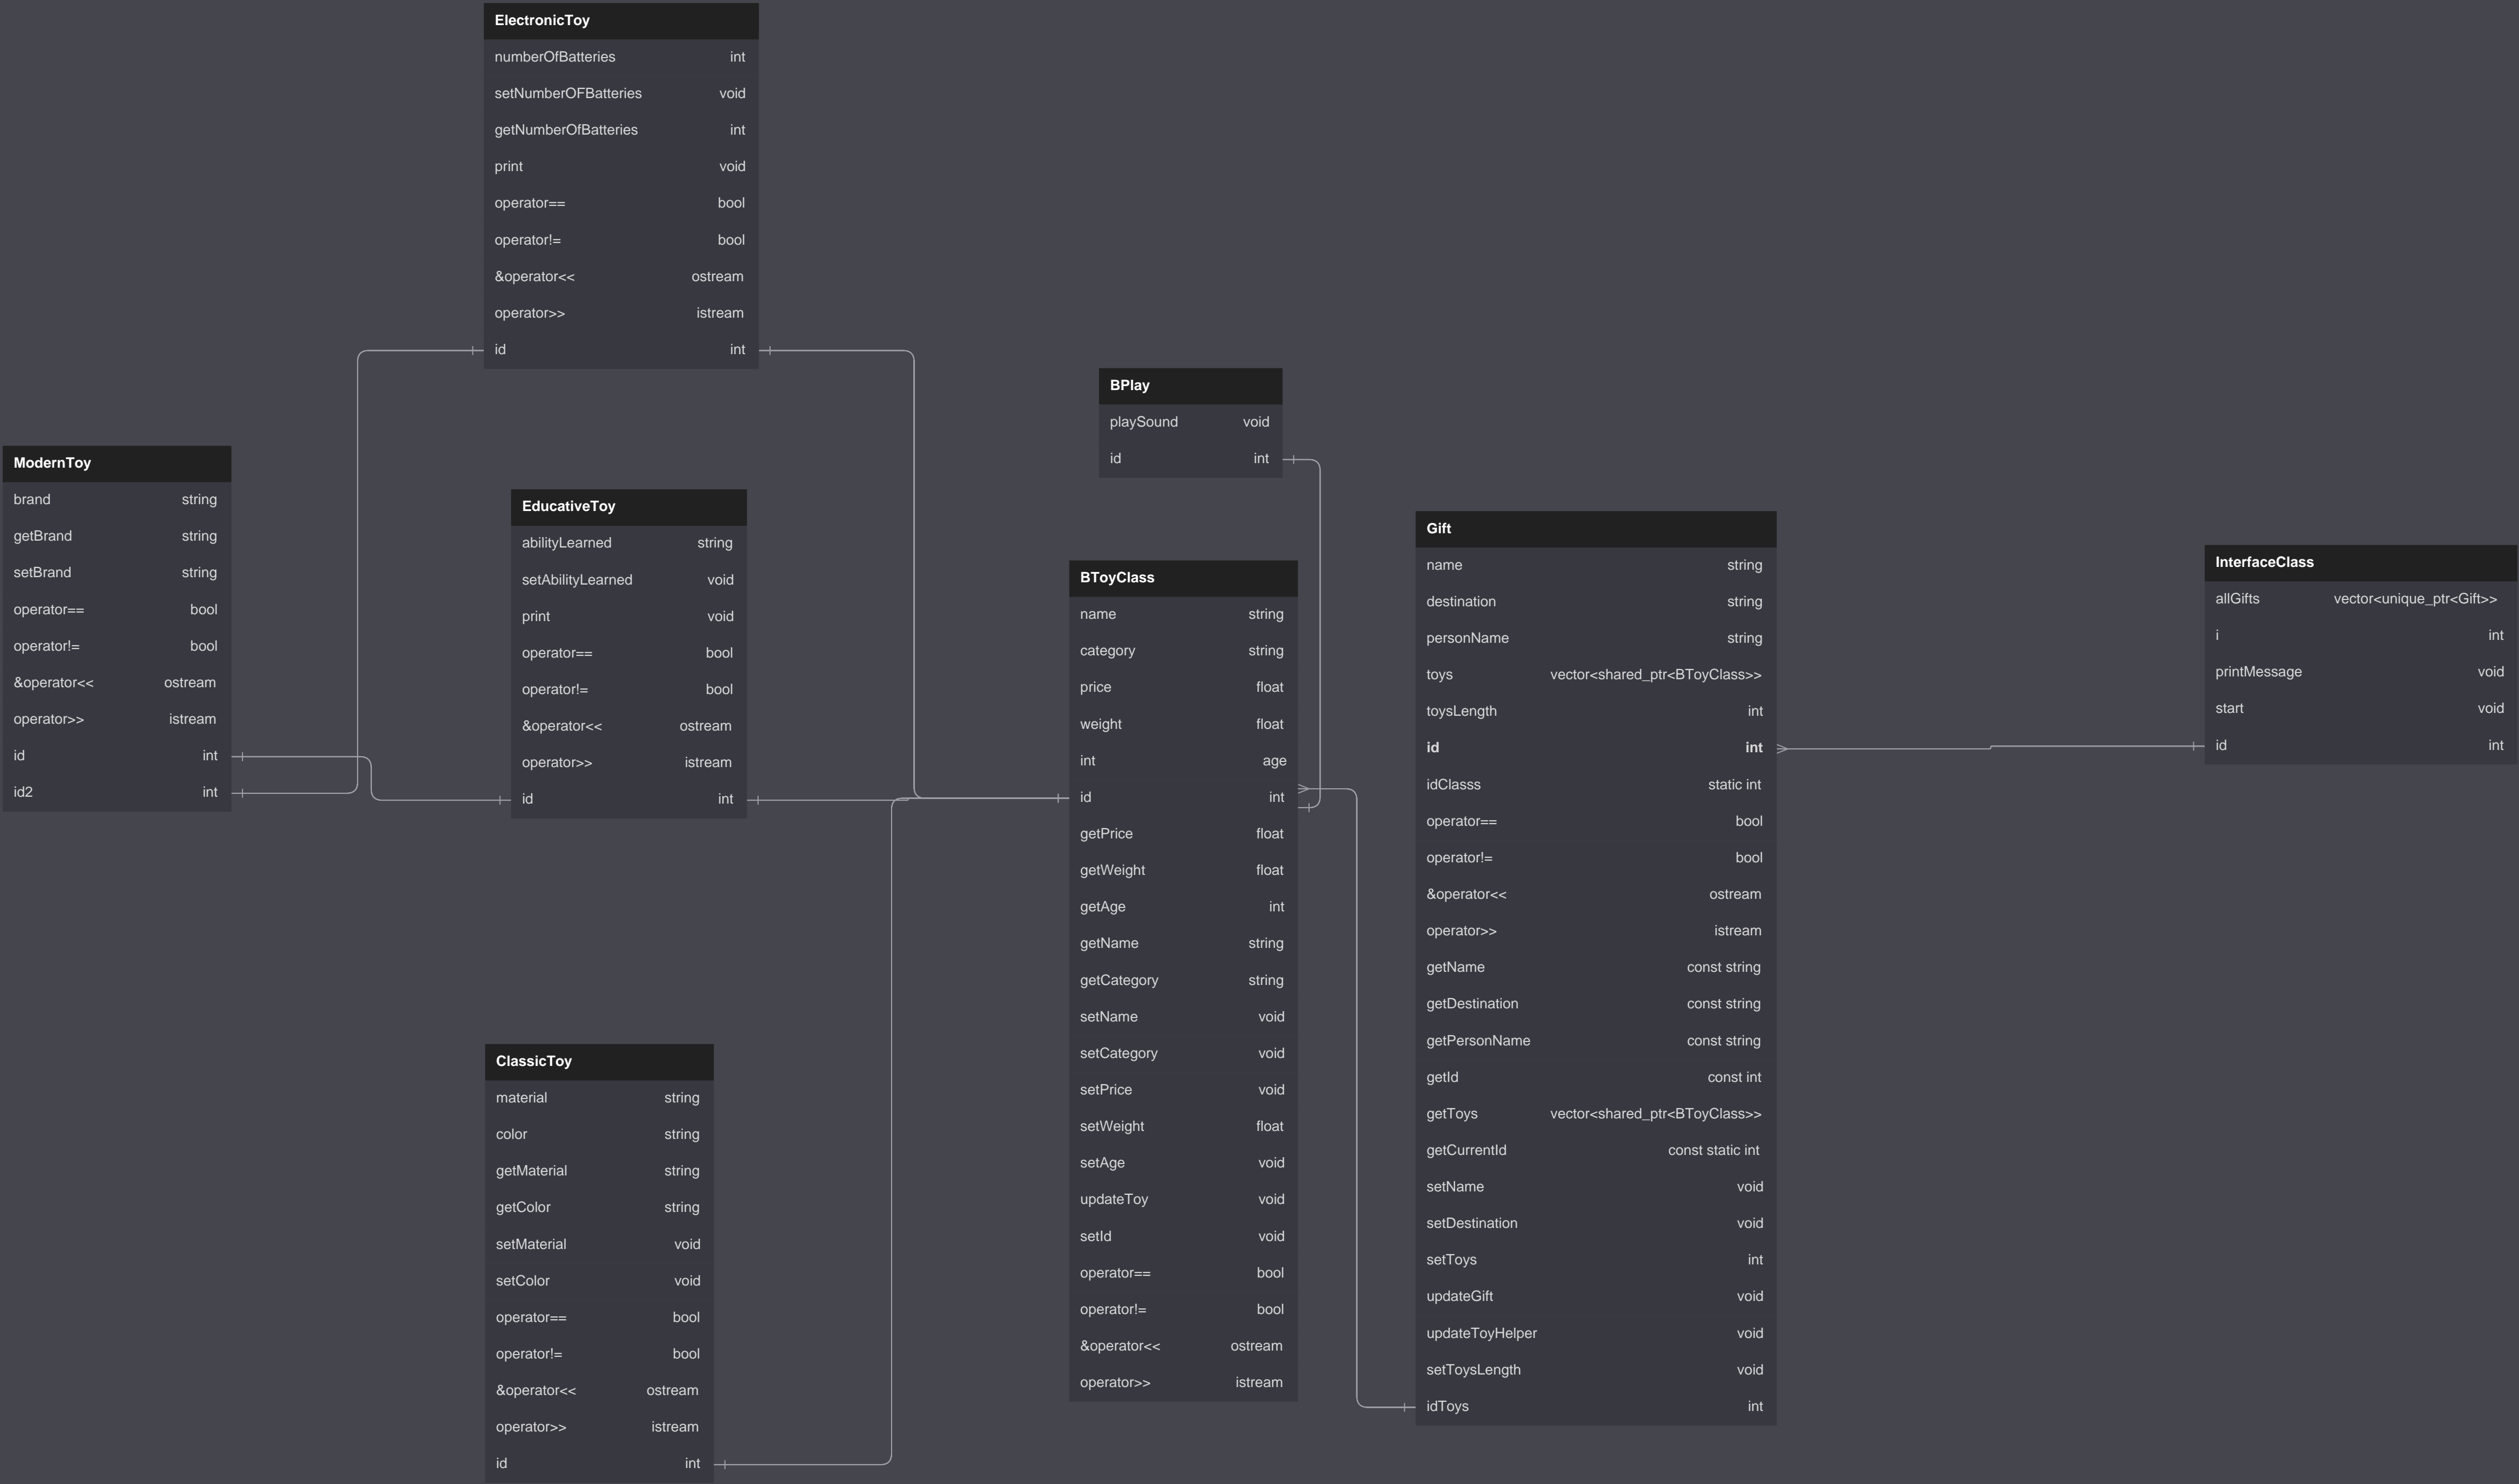 ElectronicToy
numberOfBatteries int
setNumberOFBatteries void
getNumberOfBatteries int
print void
operator== bool
operator!= bool
&operator<< ostream
operator>> istream
id int
ModernToy
brand string
getBrand string
setBrand string
operator== bool
operator!= bool
&operator<< ostream
operator>> istream
id int
id2 int
EducativeToy
abilityLearned string
setAbilityLearned void
print void
operator== bool
operator!= bool
&operator<< ostream
operator>> istream
id int
ClassicToy
material string
color string
getMaterial string
getColor string
setMaterial void
setColor void
operator== bool
operator!= bool
&operator<< ostream
operator>> istream
id int
BPlay
playSound void
id int
BToyClass
name string
category string
price float
weight float
int age
id int
getPrice float
getWeight float
getAge int
getName string
getCategory string
setName void
setCategory void
setPrice void
setWeight float
setAge void
updateToy void
setId void
operator== bool
operator!= bool
&operator<< ostream
operator>> istream
Gift
name string
destination string
personName string
toys vector<shared_ptr<BToyClass>>
toysLength int
id int
idClasss static int
operator== bool
operator!= bool
&operator<< ostream
operator>> istream
getName const string
getDestination const string
getPersonName const string
getId const int
getToys vector<shared_ptr<BToyClass>>
getCurrentId const static int
setName void
setDestination void
setToys int
updateGift void
updateToyHelper void
setToysLength void
idToys int
InterfaceClass
allGifts vector<unique_ptr<Gift>>
i int
printMessage void
start void
id int